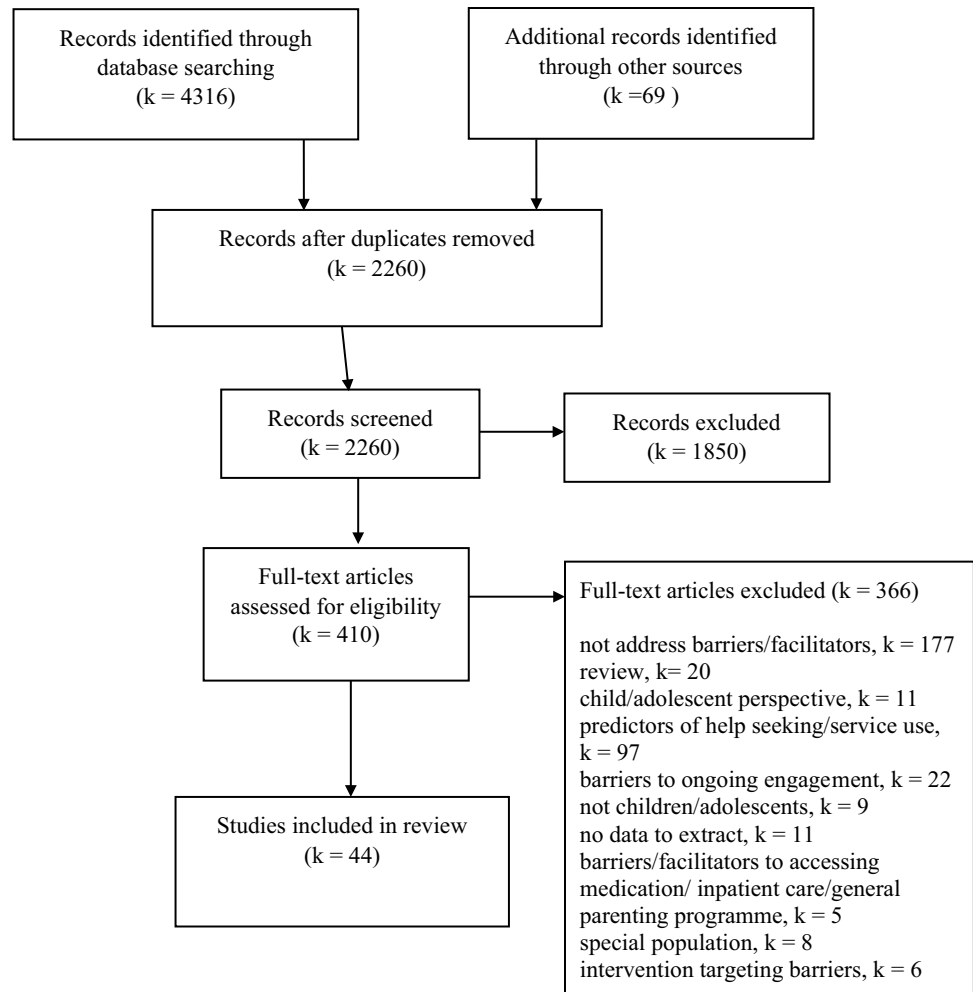 Records identified through
database searching
(k = 4316)
Additional records identified
through other sources
(k =69 )
Records after duplicates removed
(k = 2260)
Records screened
(k = 2260)
Records excluded
(k = 1850)
Full-text articles
assessed for eligibility
(k = 410)
Full-text articles excluded (k = 366)
not address barriers/facilitators, k = 177
review, k= 20
child/adolescent perspective, k = 11
predictors of help seeking/service use,
k = 97
barriers to ongoing engagement, k = 22
not children/adolescents, k = 9
no data to extract, k = 11
barriers/facilitators to accessing
medication/ inpatient care/general
parenting programme, k = 5
special population, k = 8
intervention targeting barriers, k = 6
Studies included in review
(k = 44)